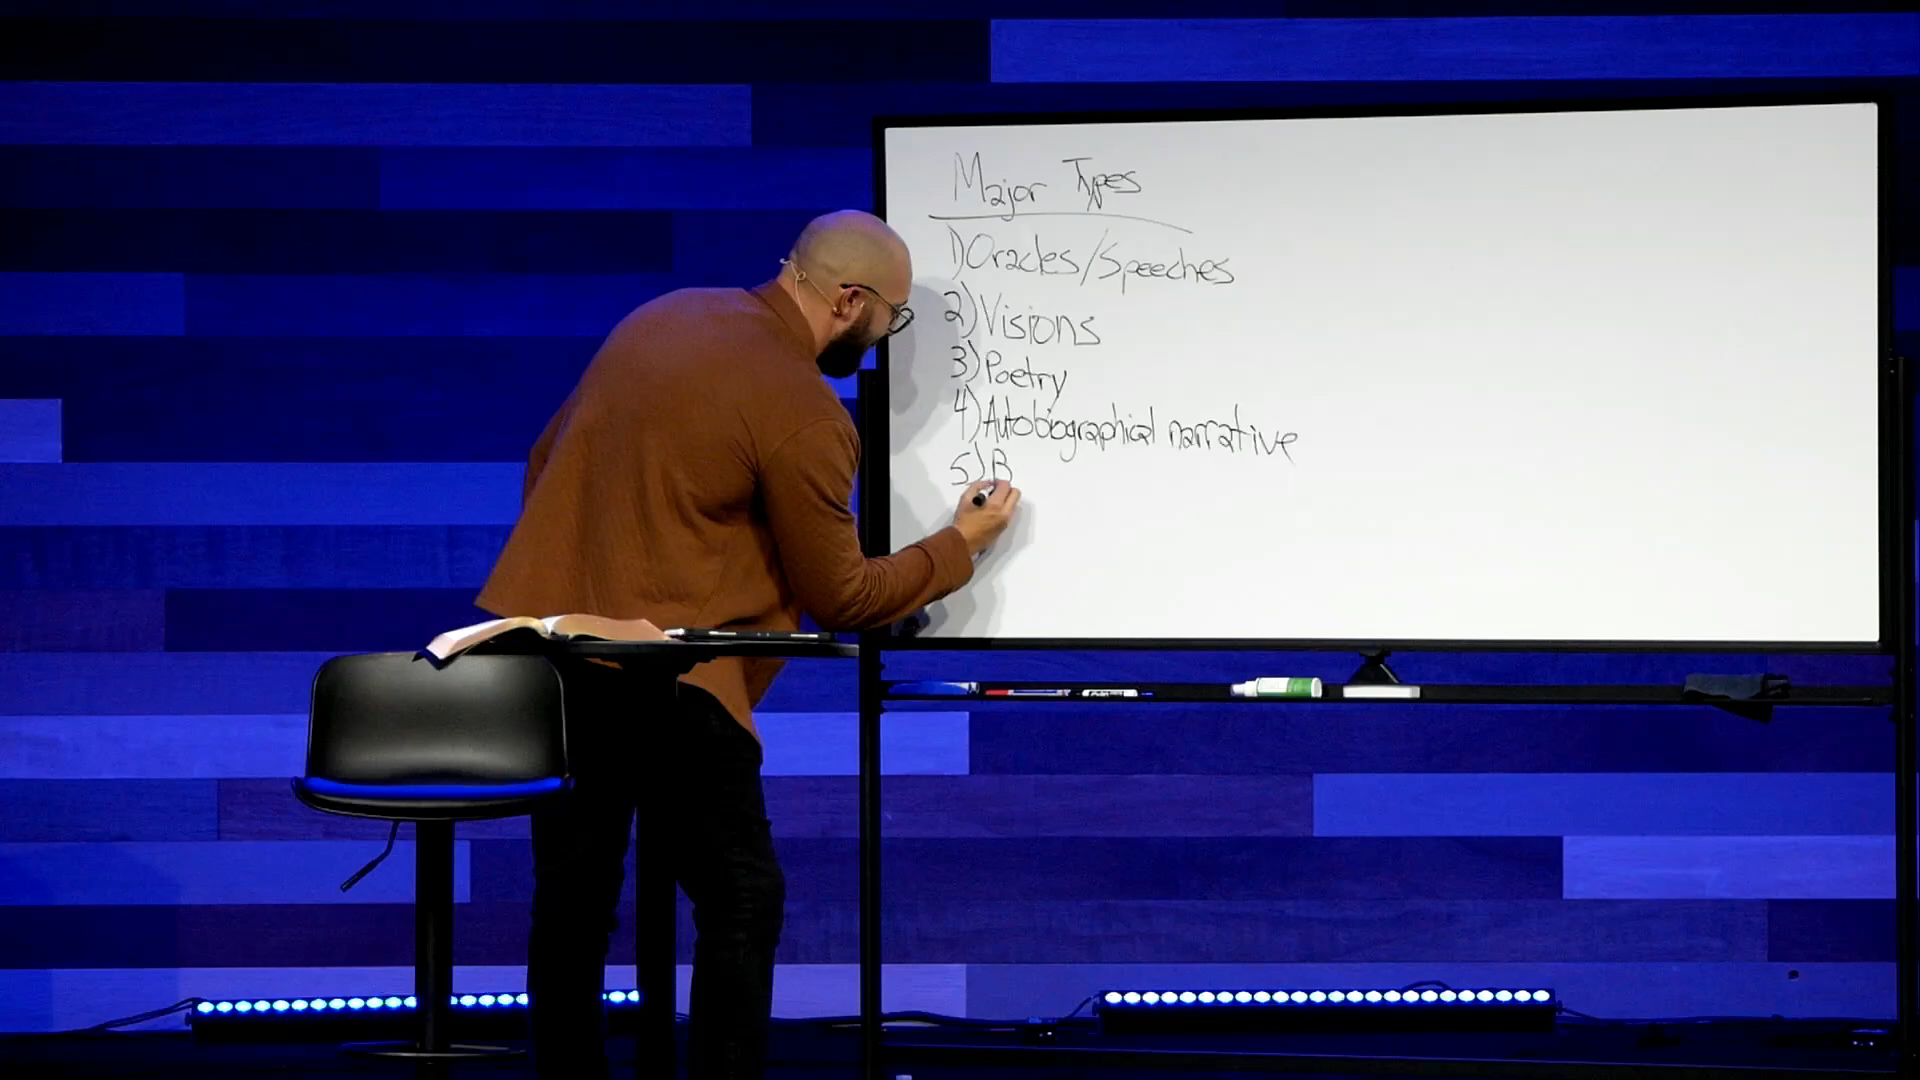 Major Types
1) Oracles/Speeches
2) Visions
3) Poetry
4) Autobiographical narrative
5) B